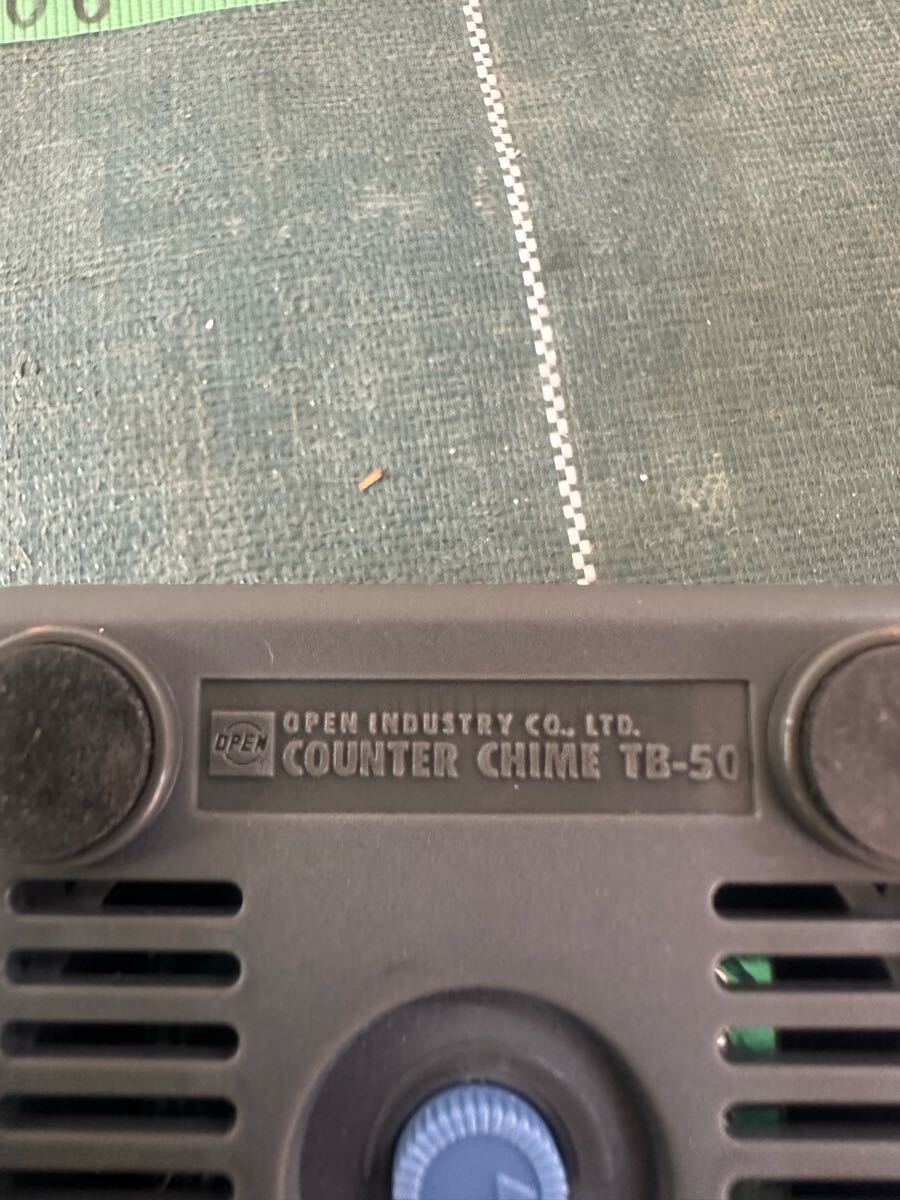 OPEN
OPEN INDUSTRY CO., LTD.
COUNTER CHIME TB-50